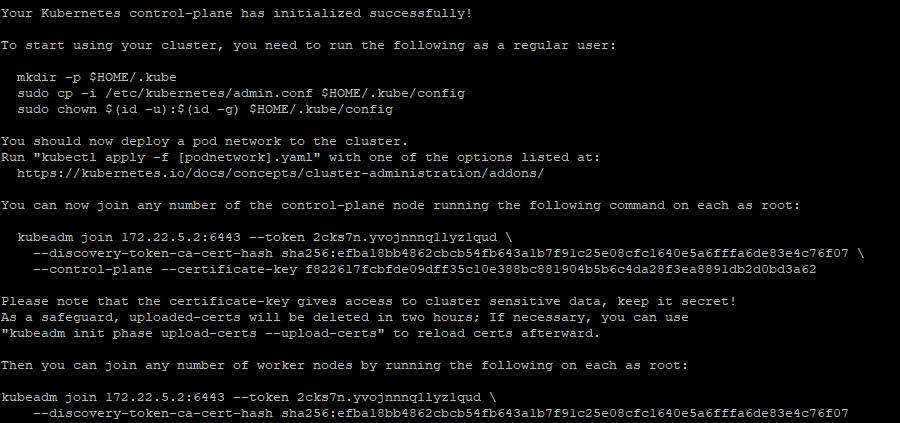 Your Kubernetes control-plane has initialized successfully!
To start using your cluster, you need to run the following as a regular user:
mkdir -p $HOME/.kube
sudo cp -i /etc/kubernetes/admin.conf $HOME/.kube/config
sudo chown $(id -u):$(id -g) $HOME/.kube/config
You should now deploy a pod network to the cluster.
Run "kubectl apply -f [podnetwork].yaml" with one of the options listed at:
https://kubernetes.io/docs/concepts/cluster-administration/addons/
You can now join any number of the control-plane node running the following command on each as root:
kubeadm join 172.22.5.2:6443 --token 2cks7n.yvojnnnq1lyz1qud \
--discovery-token-ca-cert-hash sha256:efba18bb4862cbcb54fb643a1b7f91c25e08cfc1640e5a6fffa6de83e4c76f07 \
--control-plane --certificate-key f822617fcbfde09dff35c10e388bc881904b5b6c4da28f3ea8891db2d0bd3a62
Please note that the certificate-key gives access to cluster sensitive data, keep it secret!
As a safeguard, uploaded-certs will be deleted in two hours; If necessary, you can use
"kubeadm init phase upload-certs --upload-certs" to reload certs afterward.
Then you can join any number of worker nodes by running the following on each as root:
kubeadm join 172.22.5.2:6443 --token 2cks7n.yvojnnnq1lyz1qud \
--discovery-token-ca-cert-hash sha256:efba18bb4862cbcb54fb643a1b7f91c25e08cfc1640e5a6fffa6de83e4c76f07